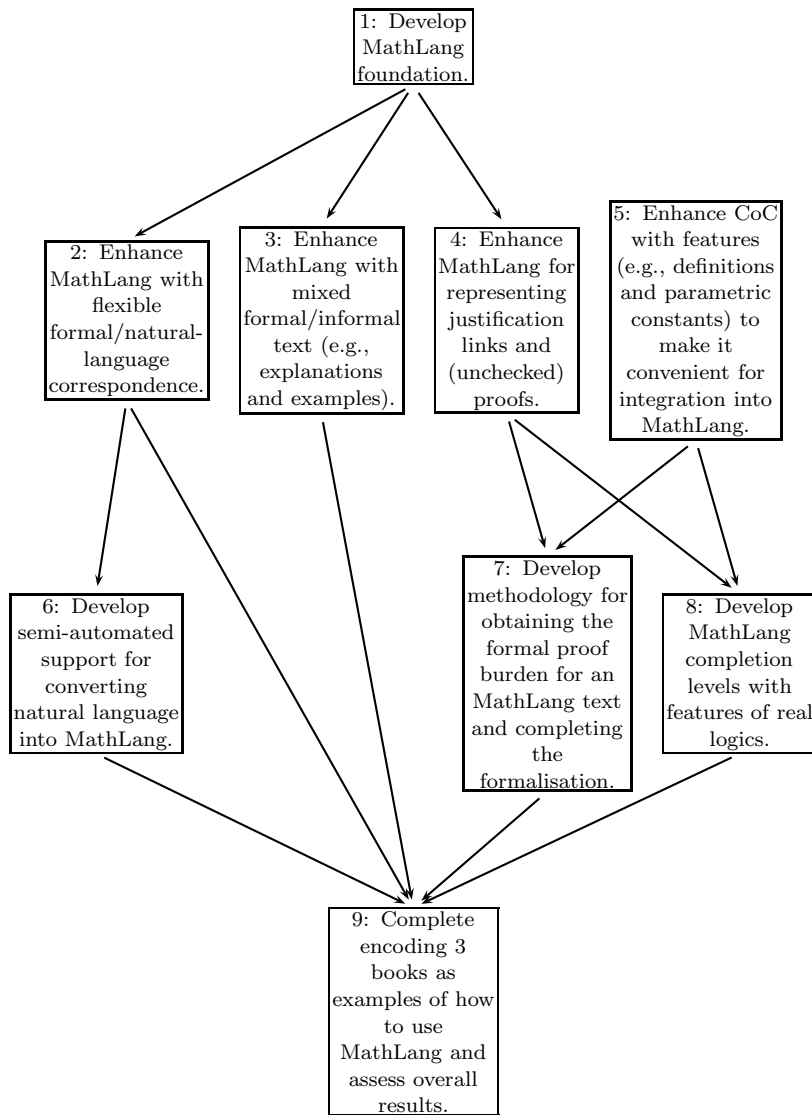 1: Develop
MathLang
foundation.
2: Enhance
MathLang with
flexible
formal/natural-
language
correspondence.
3: Enhance
MathLang with
mixed
formal/informal
text (e.g.,
explanations
and examples).
4: Enhance
MathLang for
representing
justification
links and
(unchecked)
proofs.
5: Enhance CoC
with features
(e.g., definitions
and parametric
constants) to
make it
convenient for
integration into
MathLang.
6: Develop
semi-automated
support for
converting
natural language
into MathLang.
7: Develop
methodology for
obtaining the
formal proof
burden for an
MathLang text
and completing
the
formalisation.
8: Develop
MathLang
completion
levels with
features of real
logics.
9: Complete
encoding 3
books as
examples of how
to use
MathLang and
assess overall
results.